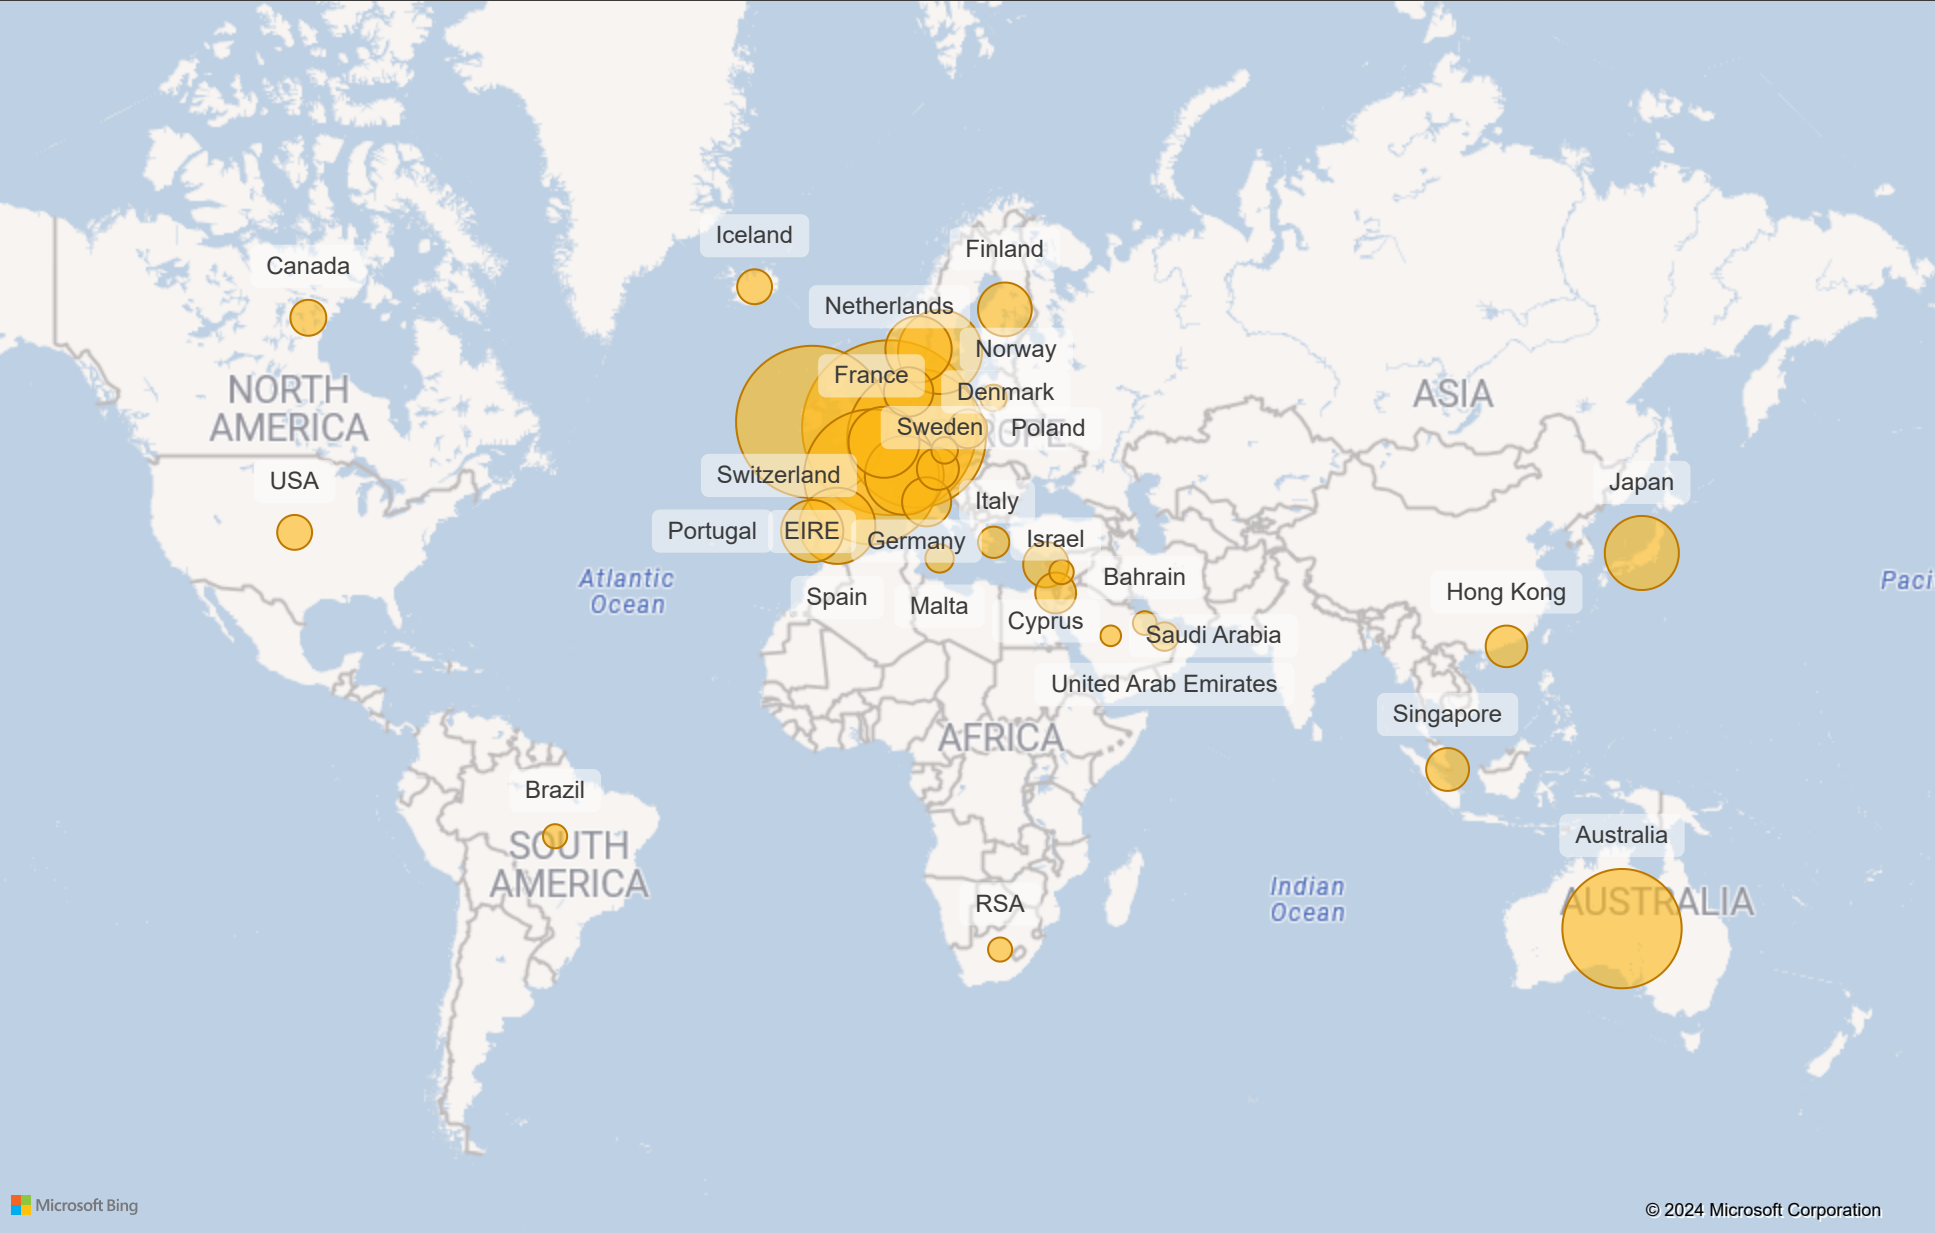 Iceland
Finland
Canada
Netherlands
Norway
France
Denmark
NORTH
AMERICA
ASIA
Sweden
Poland
USA
Switzerland
Japan
Italy
Portugal
EIRE
Germany
Israel
Atlantic
Ocean
Bahrain
Paci
Spain
Malta
Cyprus
Hong Kong
Saudi Arabia
United Arab Emirates
Singapore
AFRICA
Brazil
SOUTH
AMERICA
Australia
AUSTRALIA
RSA
Indian
Ocean
Microsoft Bing
© 2024 Microsoft Corporation